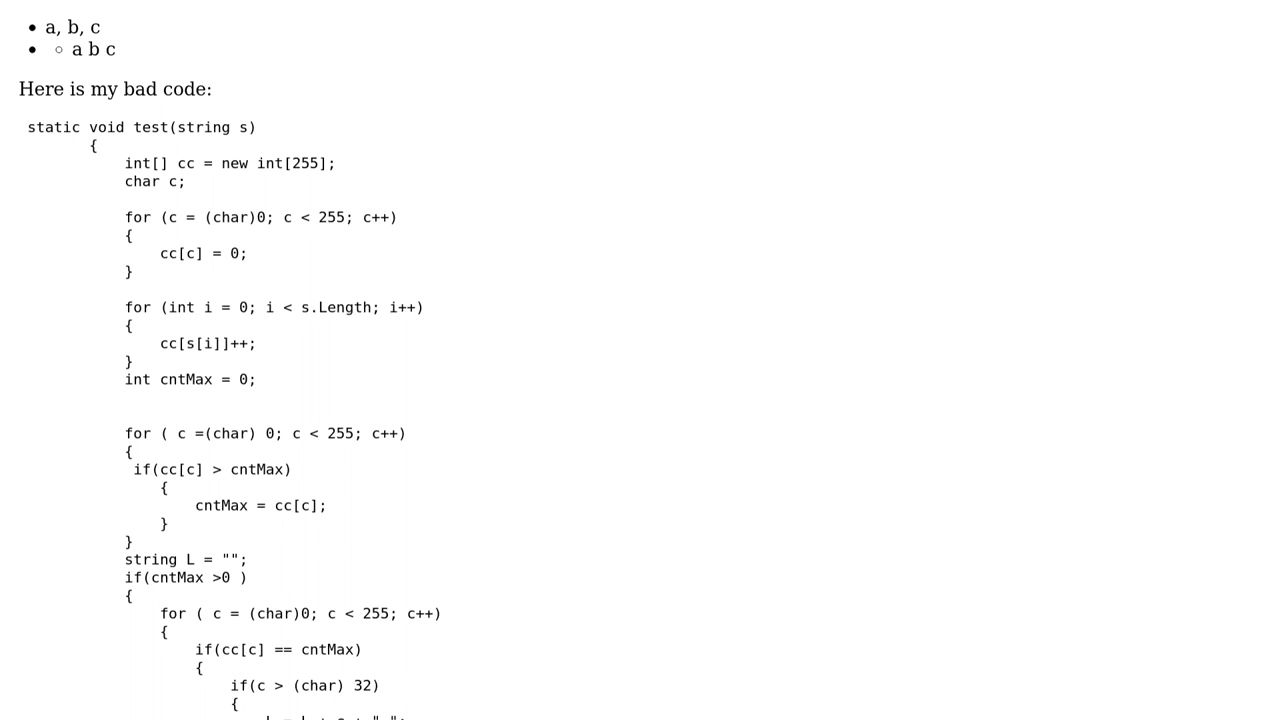 a, b, c
a b c
Here is my bad code:
static void test(string s)
{
int[] cc = new int[255];
char c;
for (c = (char)0; c < 255; c++)
{
cc[c] = 0;
}
for (int i = 0; i < s.Length; i++)
{
cc[s[i]]++;
}
int cntMax = 0;
for ( c =(char) 0; c < 255; c++)
{
if(cc[c] > cntMax)
{
cntMax = cc[c];
}
}
string L = "";
if(cntMax >0 )
{
for ( c = (char)0; c < 255; c++)
{
if(cc[c] == cntMax)
{
if(c > (char) 32)
{